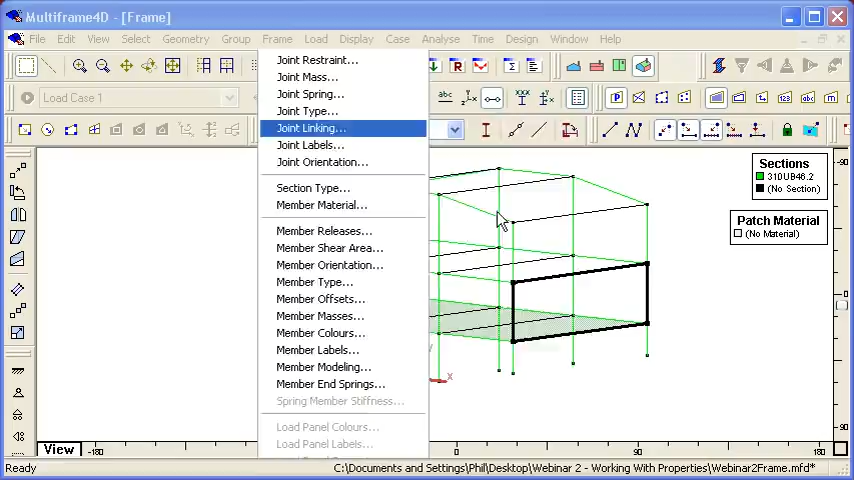 Multiframe4D - [Frame]
File Edit View Select Geometry Group Frame Load Display Case Analyse Time Design Window Help
Load Case 1
Joint Restraint...
Joint Mass...
Joint Spring...
Joint Type...
Joint Linking...
Joint Labels...
Joint Orientation...
Section Type...
Member Material...
Member Releases...
Member Shear Area...
Member Orientation...
Member Type...
Member Offsets...
Member Masses...
Member Colours...
Member Labels...
Member Modeling...
Member End Springs...
Spring Member Stiffness...
Load Panel Colours...
Load Panel Labels...
Sections
310UB46.2
(No Section)
Patch Material
(No Material)
-90
0
90
180
X
View
-180
0
90
180
Ready
C:\Documents and Settings\Phil\Desktop\Webinar 2 - Working With Properties\Webinar2Frame.mfd*